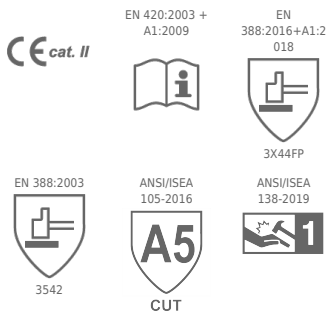 CE cat. II
EN 420:2003 +
A1:2009
i
EN
388:2016+A1:2
018
3X44FP
EN 388:2003
3542
ANSI/ISEA
105-2016
A5
CUT
ANSI/ISEA
138-2019
1